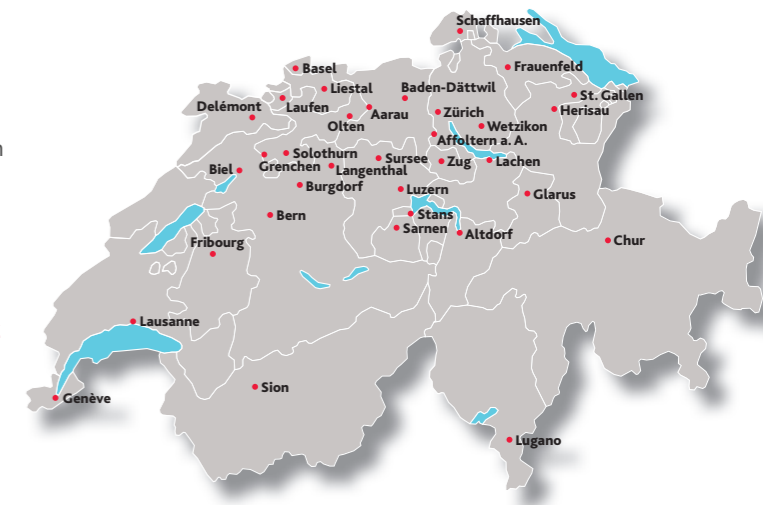 Schaffhausen
Basel
Frauenfeld
Liestal
Baden-Dättwil
St. Gallen
Delémont
Laufen
Aarau
Zürich
Herisau
Olten
Wetzikon
Affoltern a. A.
n
Solothurn
Sursee
Zug
Lachen
Grenchen
Langenthal
Biel
Burgdorf
Luzern
Glarus
Bern
Stans
Sarnen
Altdorf
Fribourg
Chur
Lausanne
Sion
Genève
Lugano